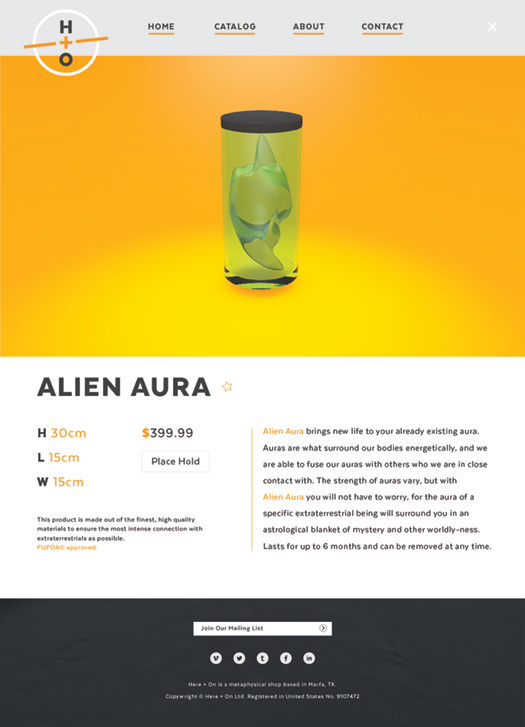 H
+
O
HOME CATALOG ABOUT CONTACT
ALIEN AURA
H 30cm
L 15cm
W 15cm
$399.99
Place Hold
This product is made out of the finest, high quality
materials to ensure the most intense connection with
extraterrestrials as possible.
FUFOA© approved.
Alien Aura brings new life to your already existing aura.
Auras are what surround our bodies energetically, and we
are able to fuse our auras with others who we are in close
contact with. The strength of auras vary, but with
Alien Aura you will not have to worry, for the aura of a
specific extraterrestrial being will surround you in an
astrological blanket of mystery and other worldly-ness.
Lasts for up to 6 months and can be removed at any time.
Join Our Mailing List
Here + On is a metaphysical shop based in Marfa, TX.
Copywright © Here + On Ltd. Registered in United States No. 9107472